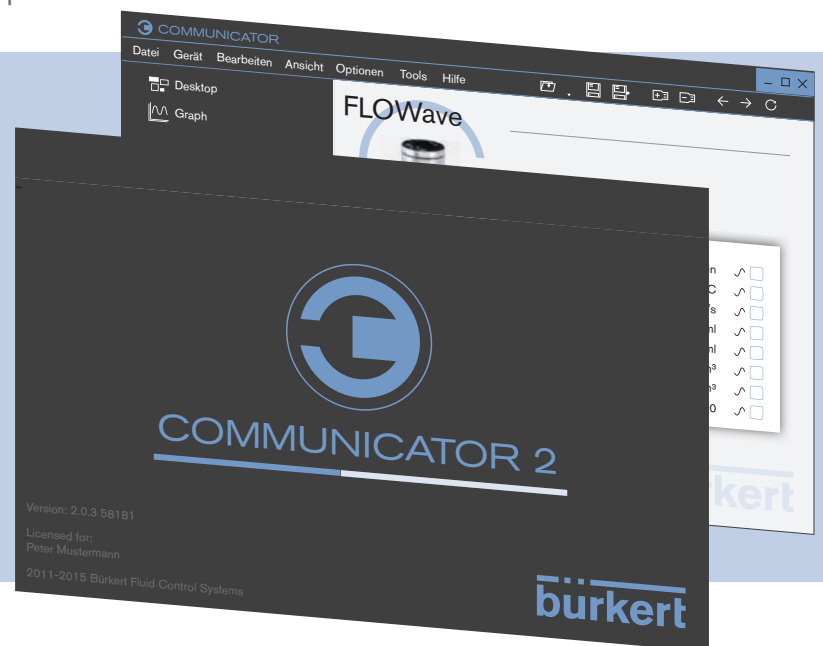 COMMUNICATOR
Datei Gerät Bearbeiten Ansicht Optionen Tools Hilfe
Desktop
Graph
FLOWave
COMMUNICATOR 2
Version: 2.0.3 58181
Licensed for:
Peter Mustermann
2011-2015 Bürkert Fluid Control Systems
bürkert
kert